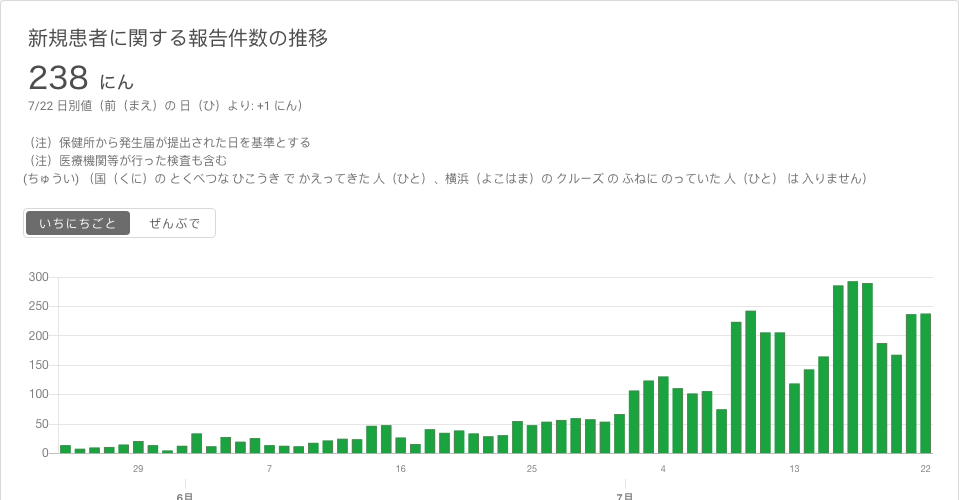 新規患者に関する報告件数の推移
238 にん
7/22 日別値（前（まえ）の 日（ひ）より: +1 にん）
（注）保健所から発生届が提出された日を基準とする
（注）医療機関等が行った検査も含む
(ちゅうい) （国（くに）の とくべつな ひこうき で かえってきた 人（ひと）、横浜（よこはま）の クルーズ の ふねに のっていた 人（ひと） は 入りません）
いちにちごと ぜんぶで
300
250
200
150
100
50
0
29 7 16 25 4 13 22
6月 7月